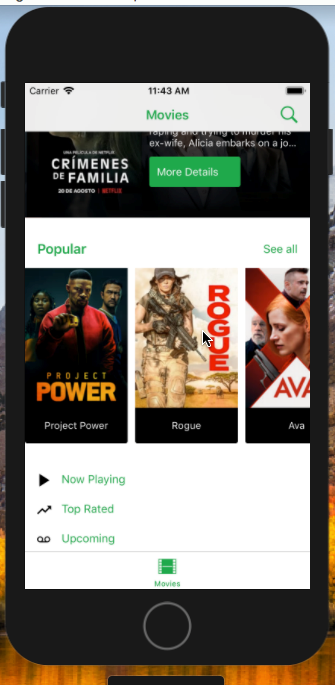 Carrier
11:43 AM
Movies
raping and trying to murder his
ex-wife, Alicia embarks on a jo...
UNA PELÍCULA DE NETFLIX
CRÍMENES
DE FAMILIA
20 DE AGOSTO | NETFLIX
More Details
Popular
See all
PROJECT
POWER
ROGUE
AVA
Project Power
Rogue
Ava
Now Playing
Top Rated
Upcoming
Movies